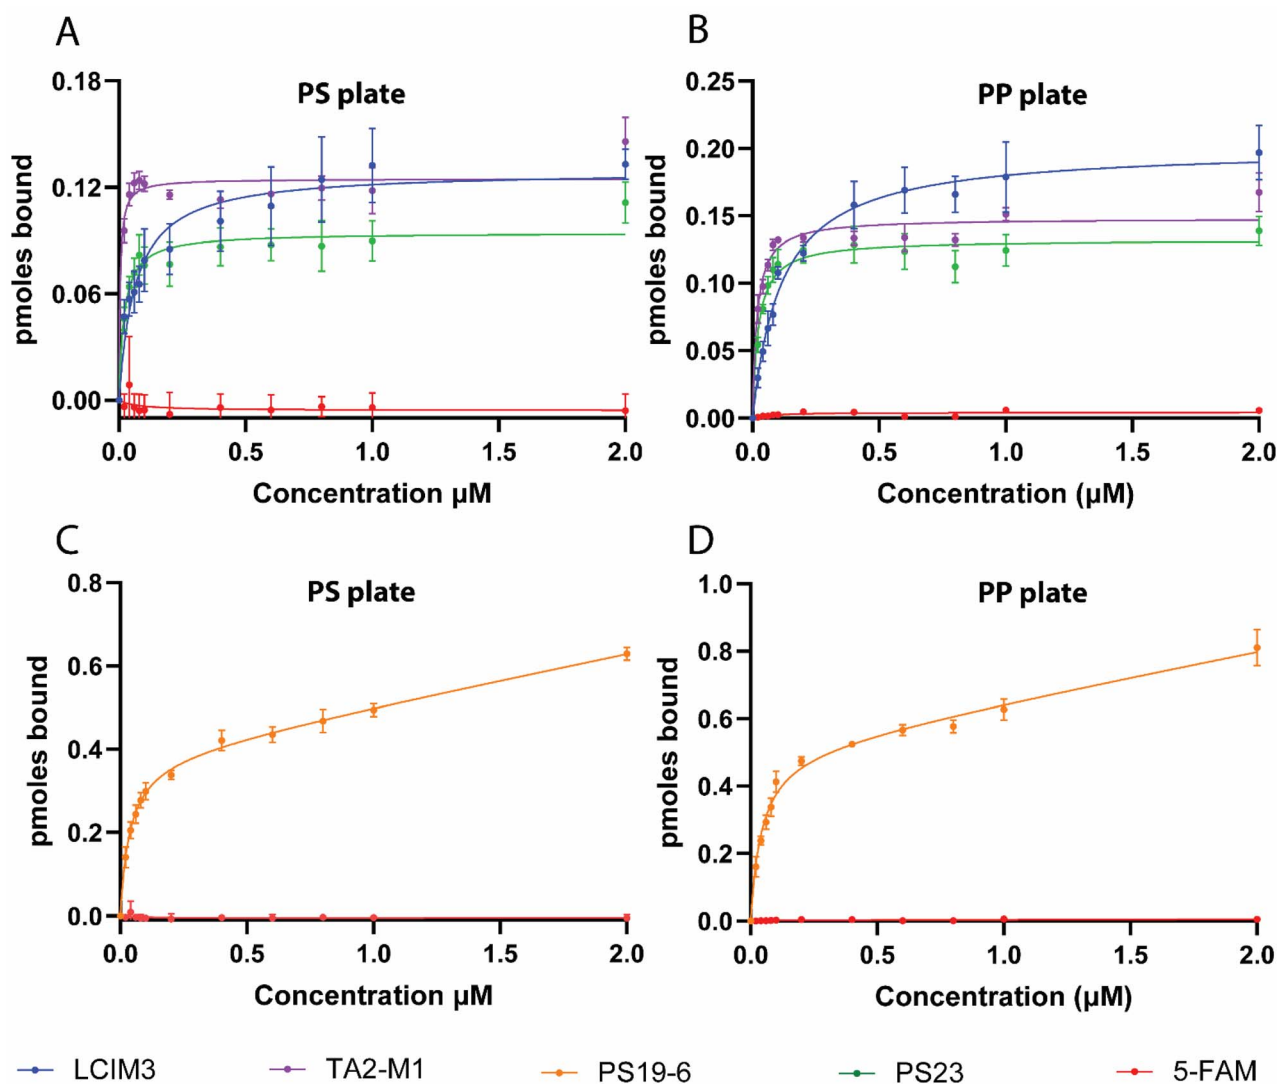 A
PS plate
0.18
0.12
0.06
0.00
pmoles bound
0.0 0.5 1.0 1.5 2.0
Concentration µM
B
PP plate
0.25
0.20
0.15
0.10
0.05
0.00
pmoles bound
0.0 0.5 1.0 1.5 2.0
Concentration (µM)
C
PS plate
0.8
0.6
0.4
0.2
0.0
pmoles bound
0.0 0.5 1.0 1.5 2.0
Concentration µM
D
PP plate
1.0
0.8
0.6
0.4
0.2
0.0
pmoles bound
0.0 0.5 1.0 1.5 2.0
Concentration (µM)
LCIM3 TA2-M1 PS19-6 PS23 5-FAM